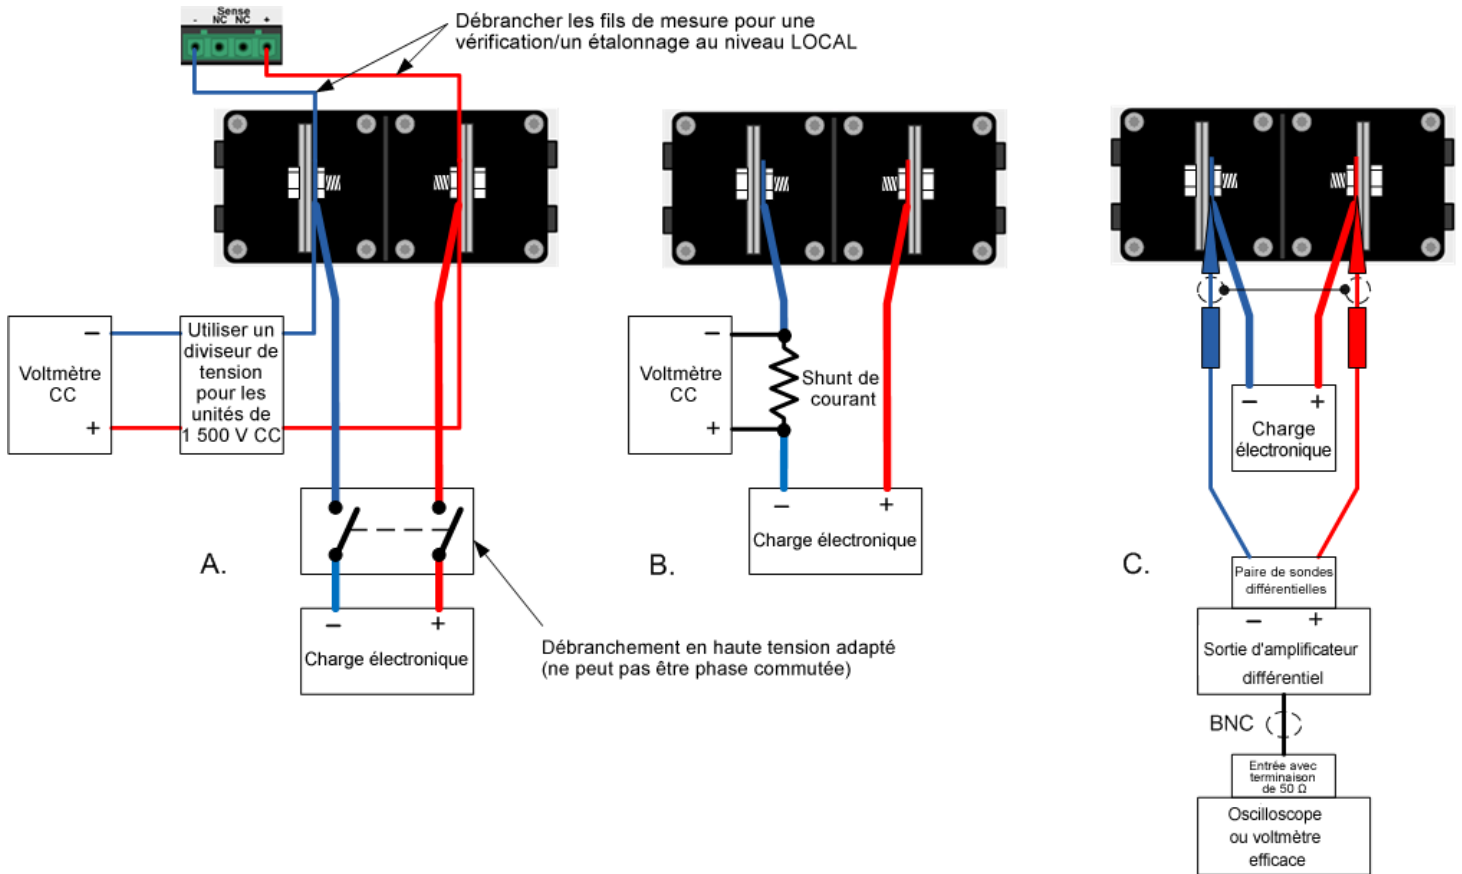 Sense
- NC NC +
Débrancher les fils de mesure pour une
vérification/un étalonnage au niveau LOCAL
Voltmètre
CC
−
+
Utiliser un
diviseur de
tension
pour les
unités de
1 500 V CC
A.
− +
Charge électronique
Débranchement en haute tension adapté
(ne peut pas être phase commutée)
Voltmètre
CC
−
+
Shunt de
courant
B.
− +
Charge électronique
− +
Charge
électronique
C.
Paire de sondes
différentielles
− +
Sortie d'amplificateur
différentiel
BNC
Entrée avec
terminaison
de 50 Ω
Oscilloscope
ou voltmètre
efficace